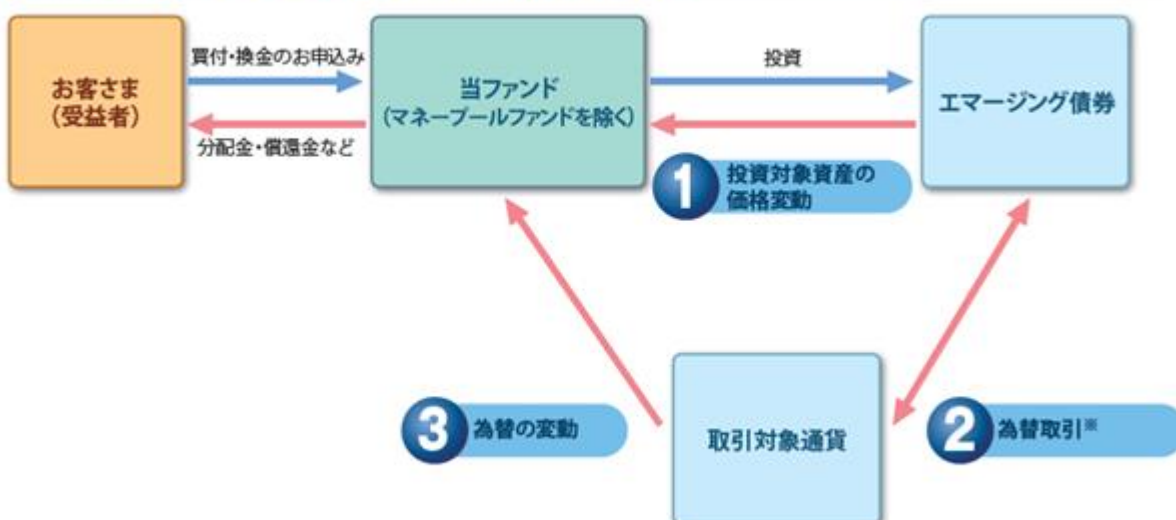 買付・換金のお申込み
お客さま
(受益者)
分配金・償還金など
当ファンド
(マネープールファンドを除く)
投資
エマージング債券
1 投資対象資産の
価格変動
3 為替の変動
取引対象通貨
2 為替取引※